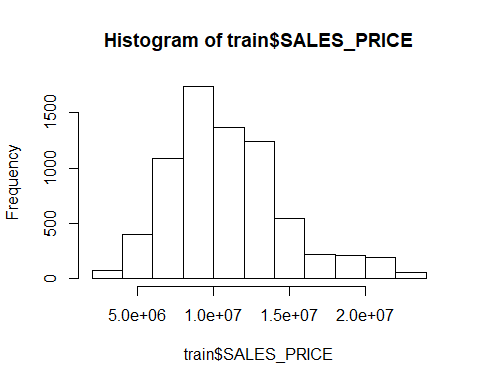 Histogram of train$SALES_PRICE
Frequency
1500
1000
500
0
5.0e+06 1.0e+07 1.5e+07 2.0e+07
train$SALES_PRICE